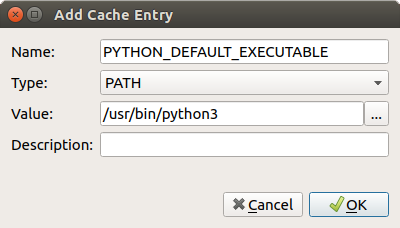 Add Cache Entry
Name: PYTHON_DEFAULT_EXECUTABLE
Type: PATH
Value: /usr/bin/python3 ...
Description:
Cancel OK